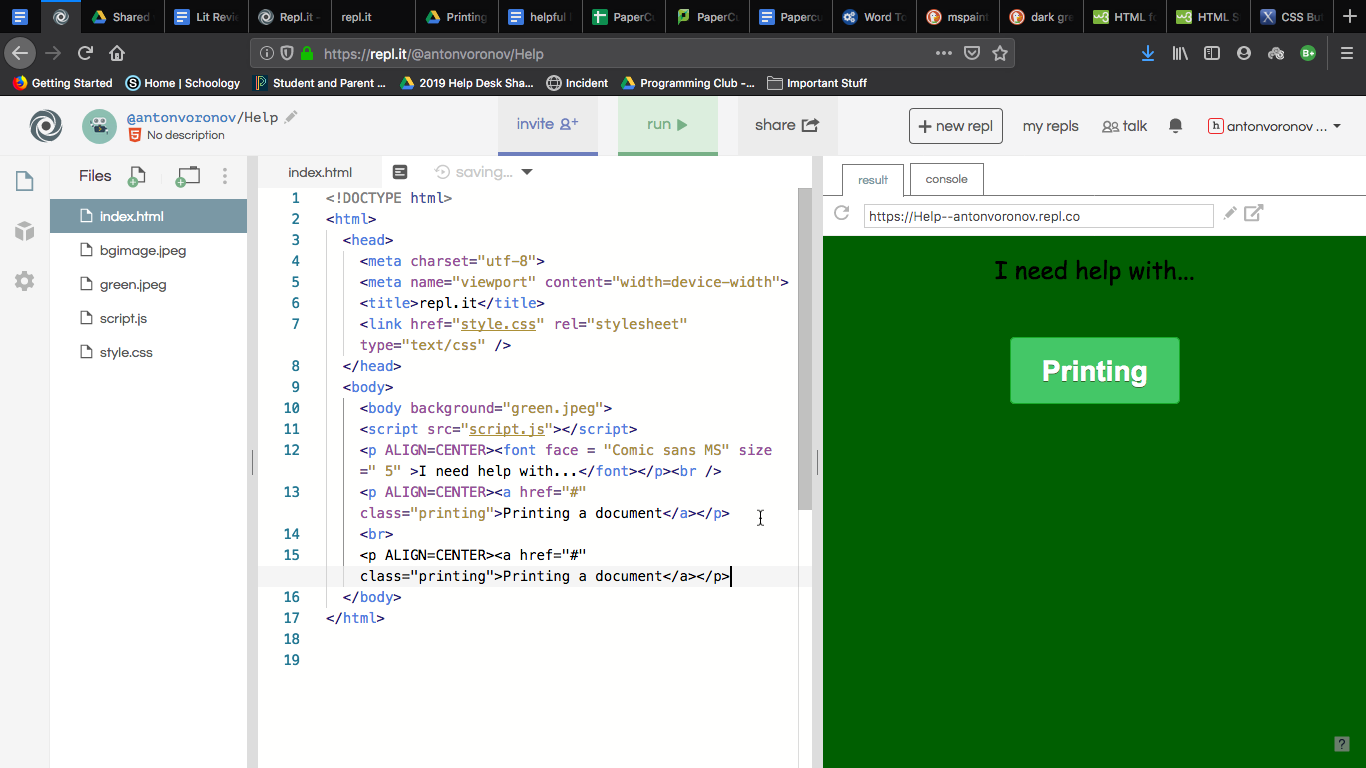 Shared
Lit Revi
Repl.it -
repl.it
Printing
helpful
PaperCu
PaperCu
Papercu
Word To
mspaint
dark gre
HTML fo
HTML S
CSS But
https://repl.it/@antonvoronov/Help
Getting Started
Home | Schoology
Student and Parent ...
2019 Help Desk Sha...
Incident
Programming Club -...
Important Stuff
@antonvoronov/Help
No description
invite
run
share
+ new repl
my repls
talk
h antonvoronov ...
Files
index.html
bgimage.jpeg
green.jpeg
script.js
style.css
index.html
saving...
1 <!DOCTYPE html>
2 <html>
3 <head>
4 <meta charset="utf-8">
5 <meta name="viewport" content="width=device-width">
6 <title>repl.it</title>
7 <link href="style.css" rel="stylesheet"
type="text/css" />
8 </head>
9 <body>
10 <body background="green.jpeg">
11 <script src="script.js"></script>
12 <p ALIGN=CENTER><font face = "Comic sans MS" size
=" 5" >I need help with...</font></p><br />
13 <p ALIGN=CENTER><a href="#"
class="printing">Printing a document</a></p>
14 <br>
15 <p ALIGN=CENTER><a href="#"
class="printing">Printing a document</a></p>
16 </body>
17 </html>
18
19
result
console
https://Help--antonvoronov.repl.co
I need help with...
Printing
?